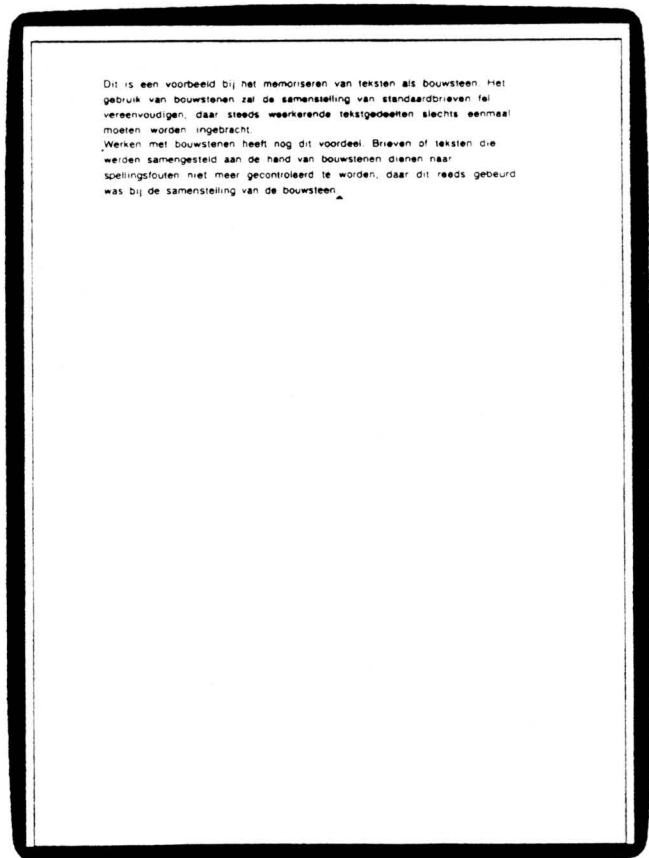 Dit is een voorbeeld bij het memoriseren van teksten als bouwsteen. Het
gebruik van bouwstenen zal de samenstelling van standaardbrieven fel
vereenvoudigen, daar steeds weerkerende tekstgedeelten slechts eenmaal
moeten worden ingebracht.
Werken met bouwstenen heeft nog dit voordeel. Brieven of teksten die
werden samengesteld aan de hand van bouwstenen dienen naar
spellingsfouten niet meer gecontroleerd te worden, daar dit reeds gebeurd
was bij de samenstelling van de bouwsteen